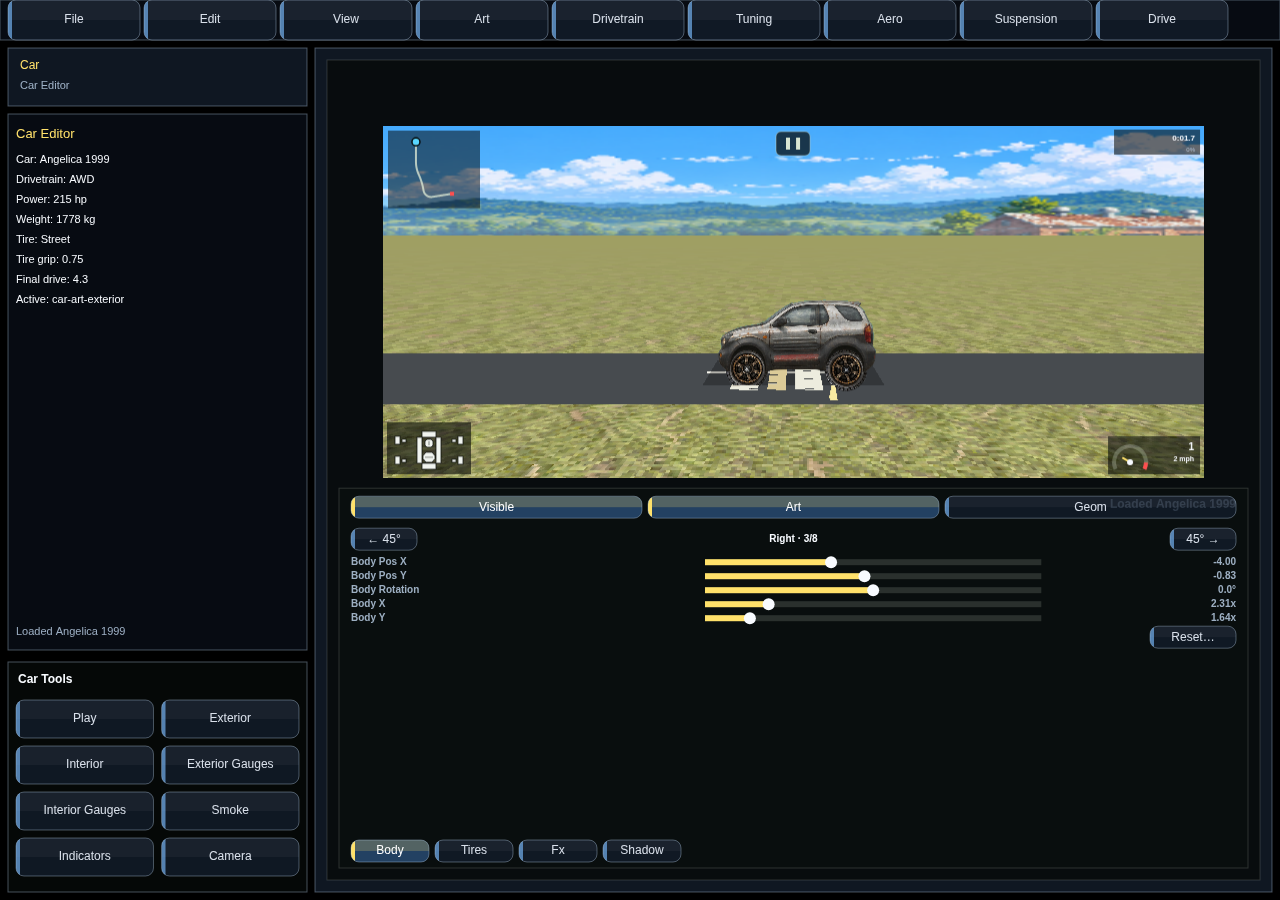 File Edit View Art Drivetrain Tuning Aero Suspension Drive
Car
Car Editor
Car Editor
Car: Angelica 1999
Drivetrain: AWD
Power: 215 hp
Weight: 1778 kg
Tire: Street
Tire grip: 0.75
Final drive: 4.3
Active: car-art-exterior
Loaded Angelica 1999
Car Tools
Play Exterior
Interior Exterior Gauges
Interior Gauges Smoke
Indicators Camera
0:01.7
0%
1
2 mph
Visible Art Geom Loaded Angelica 1999
← 45° Right · 3/8 45° →
Body Pos X -4.00
Body Pos Y -0.83
Body Rotation 0.0°
Body X 2.31x
Body Y 1.64x
Reset…
Body Tires Fx Shadow